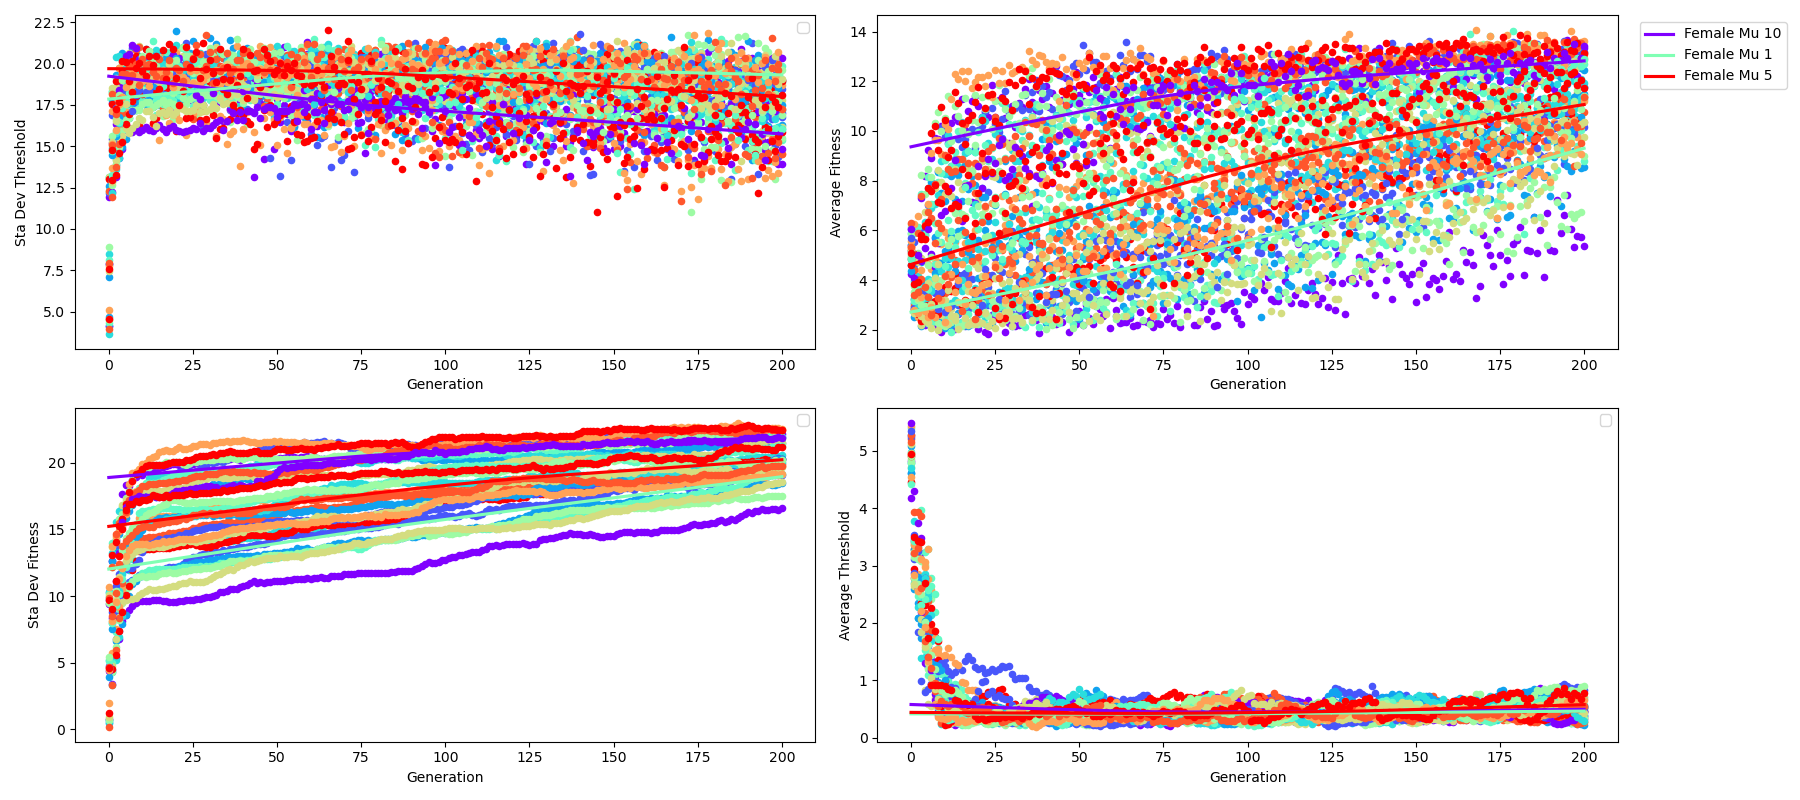 22.5
20.0
17.5
15.0
12.5
10.0
7.5
5.0
Sta Dev Threshold
0 25 50 75 100 125 150 175 200
Generation
14
12
10
8
6
4
2
Average Fitness
0 25 50 75 100 125 150 175 200
Generation
Female Mu 10
Female Mu 1
Female Mu 5
20
15
10
5
0
Sta Dev Fitness
0 25 50 75 100 125 150 175 200
Generation
5
4
3
2
1
0
Average Threshold
0 25 50 75 100 125 150 175 200
Generation